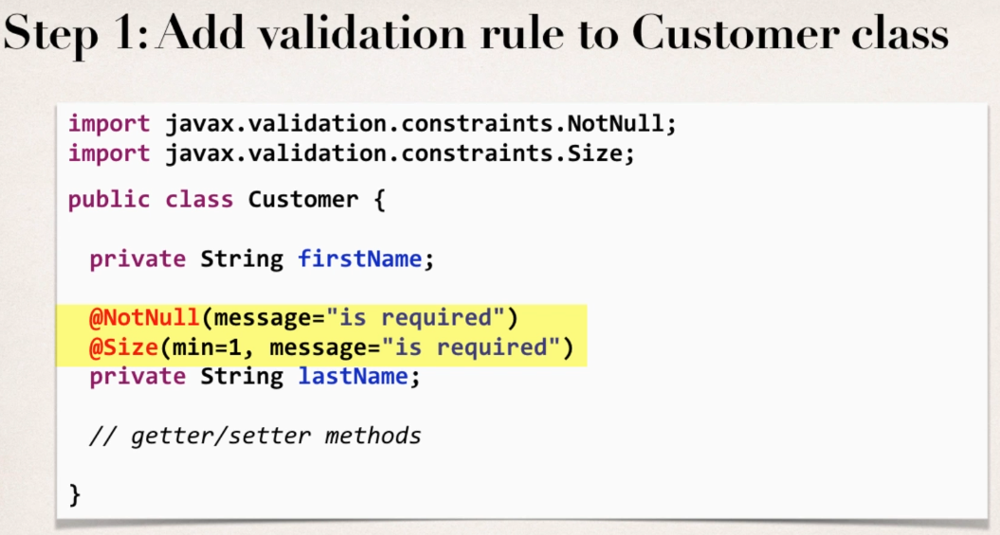 Step 1: Add validation rule to Customer class
import javax.validation.constraints.NotNull;
import javax.validation.constraints.Size;
public class Customer {
private String firstName;
@NotNull(message="is required")
@Size(min=1, message="is required")
private String lastName;
// getter/setter methods
}